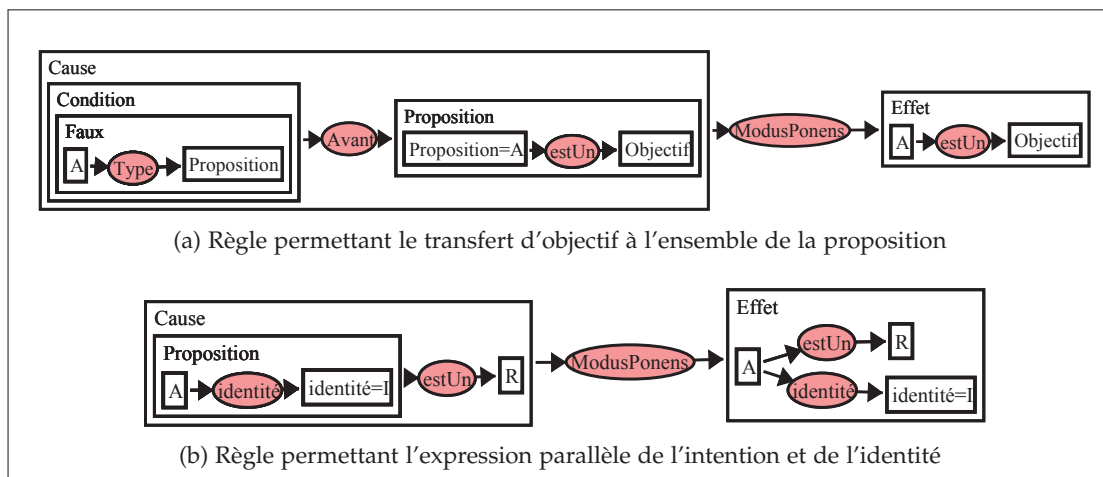 Cause
Condition
Faux
A Type Proposition
Avant
Proposition
Proposition=A estUn Objectif
ModusPonens
Effet
A estUn Objectif
(a) Règle permettant le transfert d'objectif à l'ensemble de la proposition
Cause
Proposition
A identité identité=I
estUn R
ModusPonens
Effet
A
estUn R
identité identité=I
(b) Règle permettant l'expression parallèle de l'intention et de l'identité